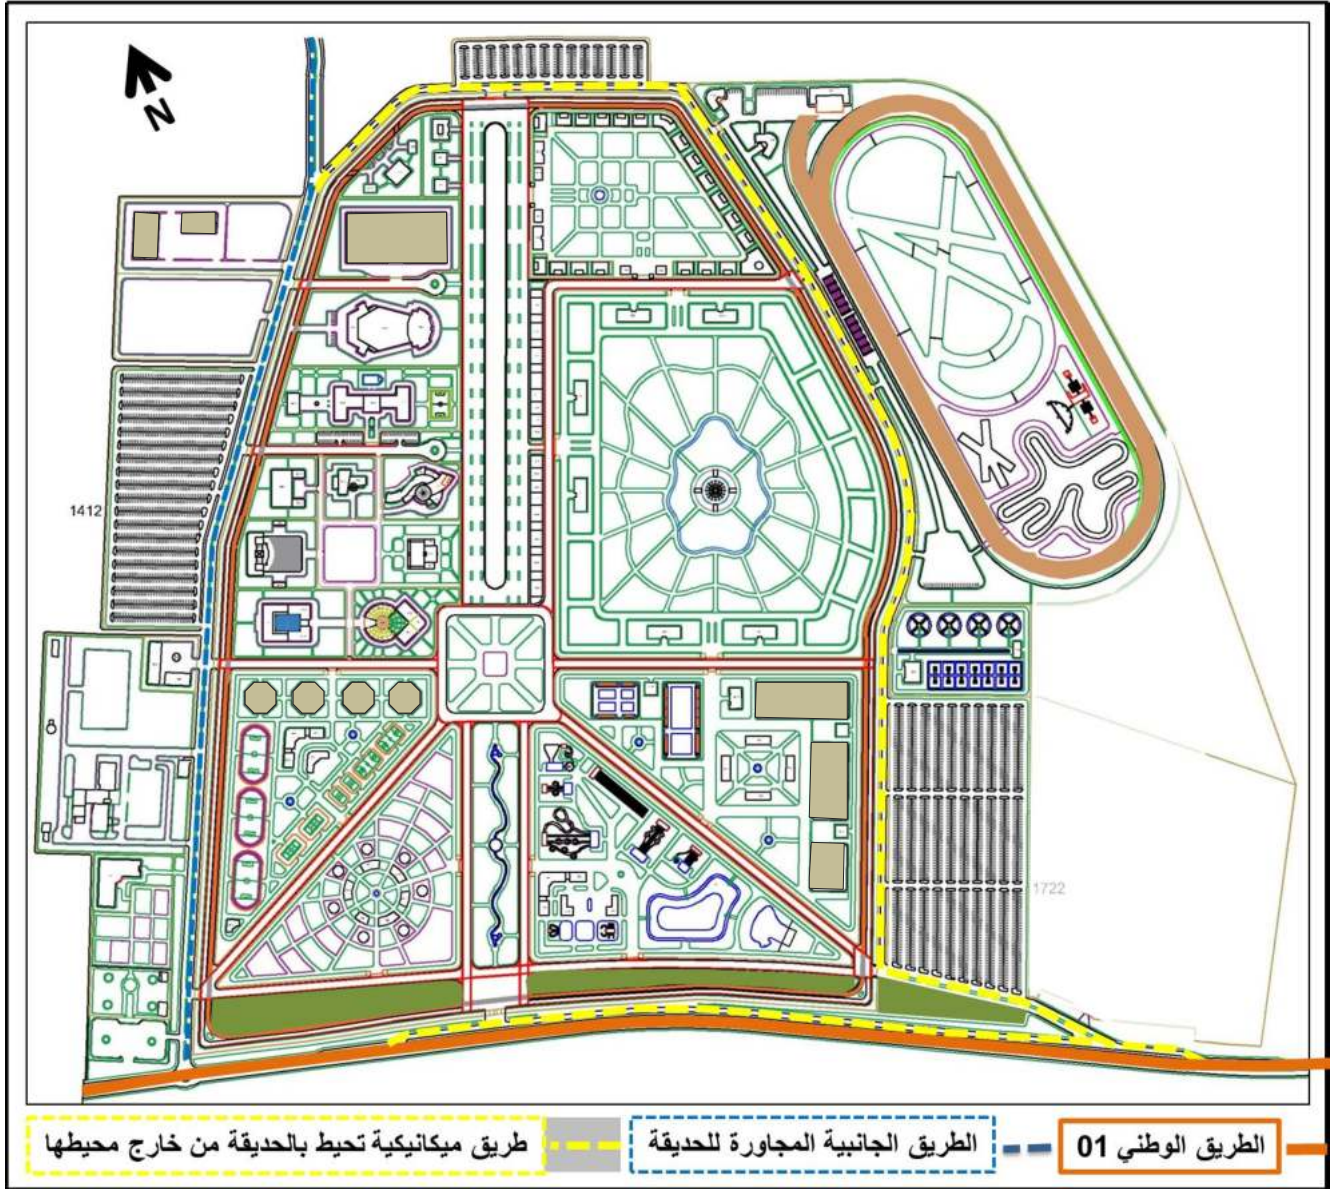 N
1412
1722
الطريق الوطني 01
الطريق الجانبية المجاورة للحديقة
طريق ميكانيكية تحيط بالحديقة من خارج محيطها